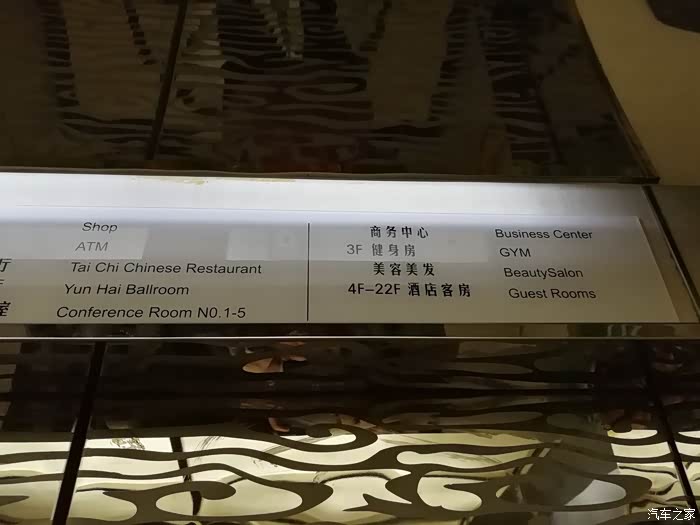 Shop
ATM
Tai Chi Chinese Restaurant
Yun Hai Ballroom
室 Conference Room N0.1-5
商务中心 Business Center
3F 健身房 GYM
美容美发 BeautySalon
4F-22F 酒店客房 Guest Rooms
汽车之家